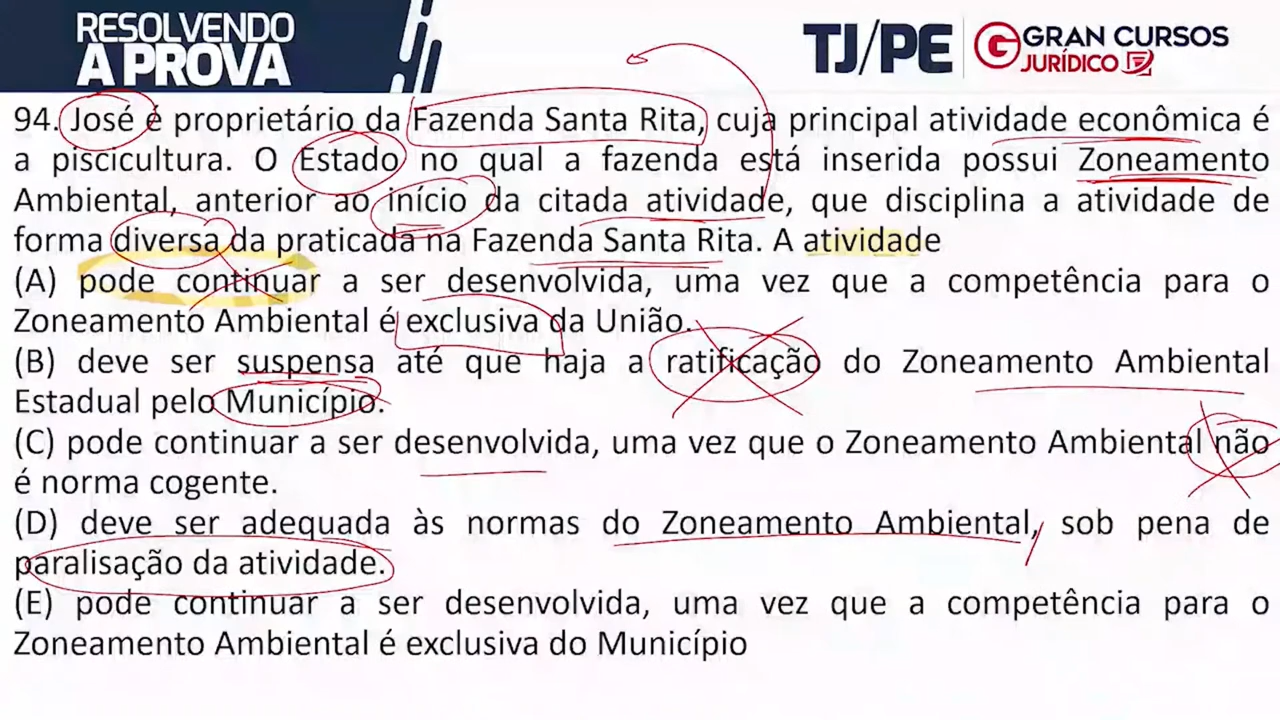 RESOLVENDO
A PROVA
TJ/PE
GRAN CURSOS
JURÍDICO
94. José é proprietário da Fazenda Santa Rita, cuja principal atividade econômica é
a piscicultura. O Estado no qual a fazenda está inserida possui Zoneamento
Ambiental, anterior ao início da citada atividade, que disciplina a atividade de
forma diversa da praticada na Fazenda Santa Rita. A atividade
(A) pode continuar a ser desenvolvida, uma vez que a competência para o
Zoneamento Ambiental é exclusiva da União.
(B) deve ser suspensa até que haja a ratificação do Zoneamento Ambiental
Estadual pelo Município.
(C) pode continuar a ser desenvolvida, uma vez que o Zoneamento Ambiental não
é norma cogente.
(D) deve ser adequada às normas do Zoneamento Ambiental, sob pena de
paralisação da atividade.
(E) pode continuar a ser desenvolvida, uma vez que a competência para o
Zoneamento Ambiental é exclusiva do Município